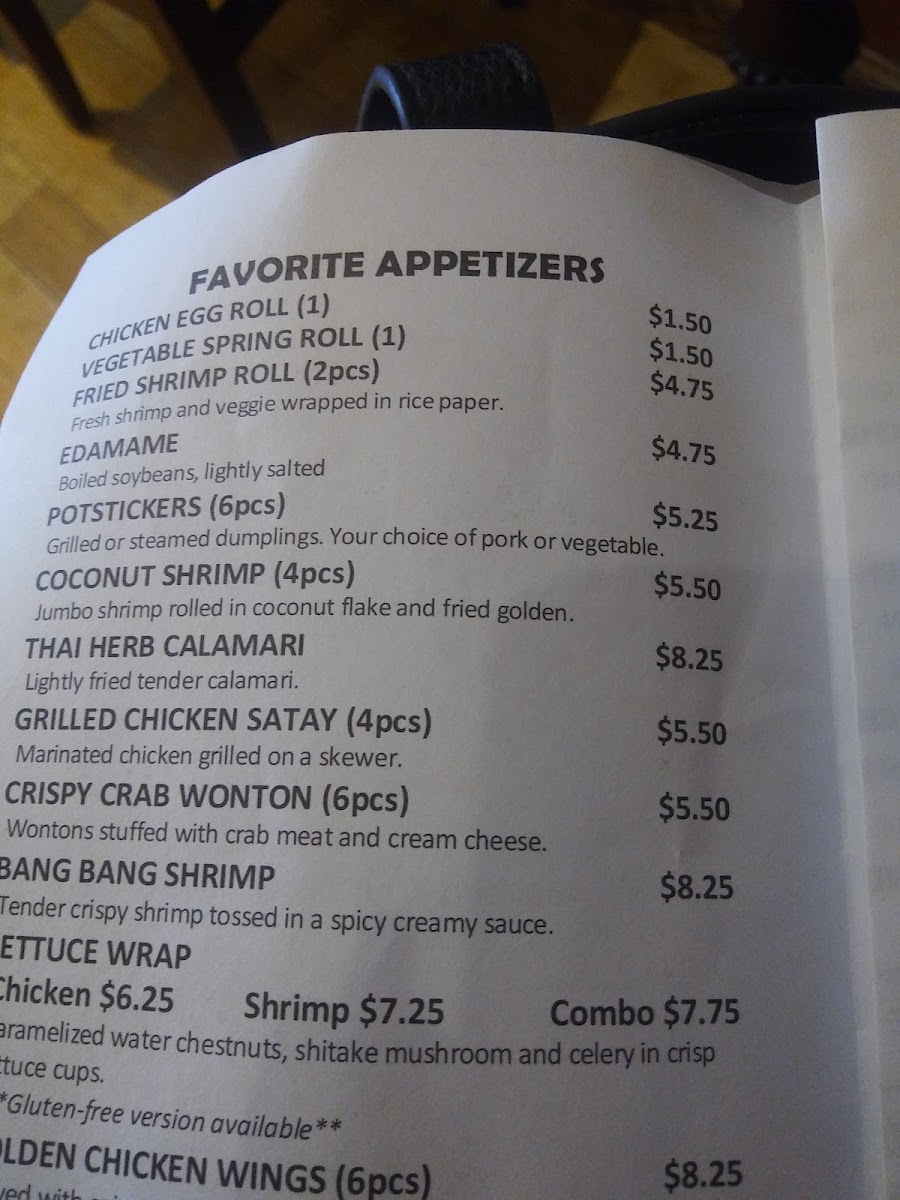 FAVORITE APPETIZERS
CHICKEN EGG ROLL (1) $1.50
VEGETABLE SPRING ROLL (1) $1.50
FRIED SHRIMP ROLL (2pcs) $4.75
Fresh shrimp and veggie wrapped in rice paper.
EDAMAME $4.75
Boiled soybeans, lightly salted
POTSTICKERS (6pcs) $5.25
Grilled or steamed dumplings. Your choice of pork or vegetable.
COCONUT SHRIMP (4pcs) $5.50
Jumbo shrimp rolled in coconut flake and fried golden.
THAI HERB CALAMARI $8.25
Lightly fried tender calamari.
GRILLED CHICKEN SATAY (4pcs) $5.50
Marinated chicken grilled on a skewer.
CRISPY CRAB WONTON (6pcs) $5.50
Wontons stuffed with crab meat and cream cheese.
BANG BANG SHRIMP $8.25
Tender crispy shrimp tossed in a spicy creamy sauce.
ETTUCE WRAP
Chicken $6.25 Shrimp $7.25 Combo $7.75
aramelized water chestnuts, shitake mushroom and celery in crisp
ttuce cups.
*Gluten-free version available**
OLDEN CHICKEN WINGS (6pcs) $8.25